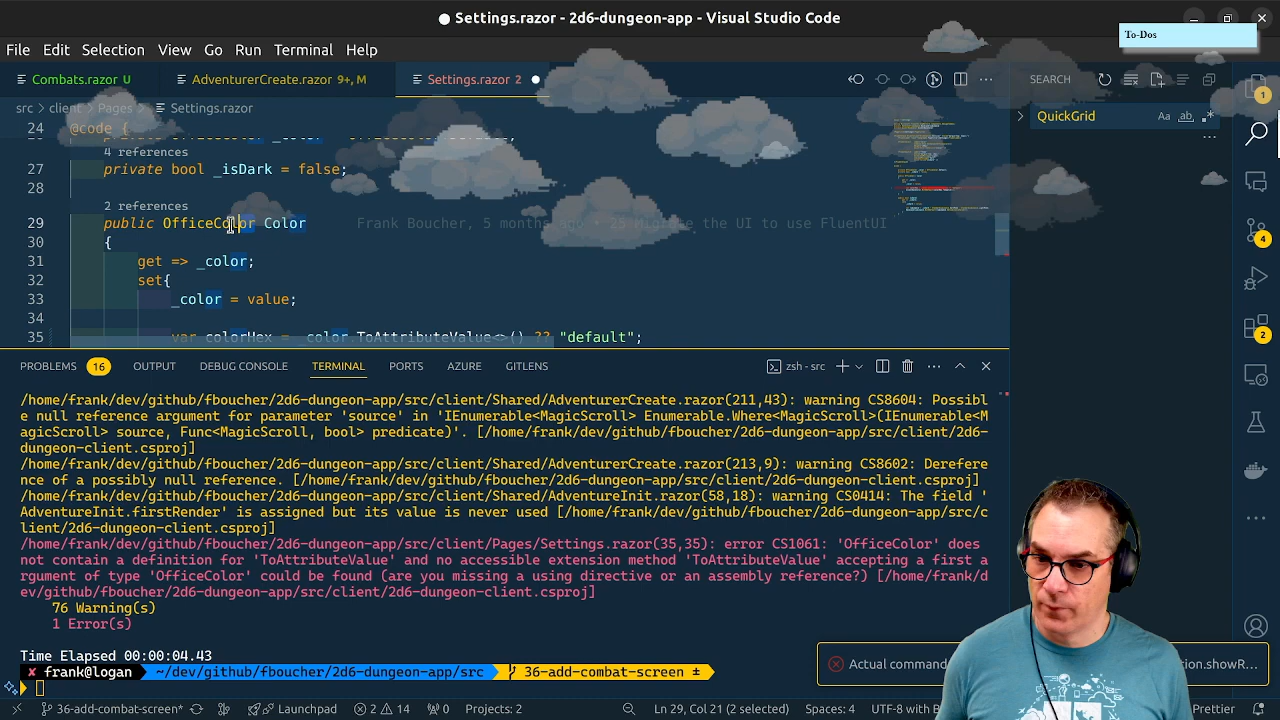 ● Settings.razor - 2d6-dungeon-app - Visual Studio Code
To-Dos
File Edit Selection View Go Run Terminal Help
Combats.razor U
AdventurerCreate.razor 9+, M
Settings.razor 2
SEARCH
src > client > Pages > Settings.razor
QuickGrid
Aa ab .*
24 @code {
4 references
27 private bool _isDark = false;
28
2 references
29 public OfficeColor Color Frank Boucher, 5 months ago • 25 Migrate the UI to use FluentUI
30 {
31 get => _color;
32 set{
33 _color = value;
34
35 var colorHex = _color.ToAttributeValue<>() ?? "default";
1
4
2
PROBLEMS 16 OUTPUT DEBUG CONSOLE TERMINAL PORTS AZURE GITLENS
zsh - src
/home/frank/dev/github/fboucher/2d6-dungeon-app/src/client/Shared/AdventurerCreate.razor(211,43): warning CS8604: Possibl
e null reference argument for parameter 'source' in 'IEnumerable<MagicScroll> Enumerable.Where<MagicScroll>(IEnumerable<M
agicScroll> source, Func<MagicScroll, bool> predicate)'. [/home/frank/dev/github/fboucher/2d6-dungeon-app/src/client/2d6-
dungeon-client.csproj]
/home/frank/dev/github/fboucher/2d6-dungeon-app/src/client/Shared/AdventurerCreate.razor(213,9): warning CS8602: Derefere
nce of a possibly null reference. [/home/frank/dev/github/fboucher/2d6-dungeon-app/src/client/2d6-dungeon-client.csproj]
/home/frank/dev/github/fboucher/2d6-dungeon-app/src/client/Shared/AdventureInit.razor(58,18): warning CS0414: The field '
AdventureInit.firstRender' is assigned but its value is never used [/home/frank/dev/github/fboucher/2d6-dungeon-app/src/c
lient/2d6-dungeon-client.csproj]
/home/frank/dev/github/fboucher/2d6-dungeon-app/src/client/Pages/Settings.razor(35,35): error CS1061: 'OfficeColor' does
not contain a definition for 'ToAttributeValue' and no accessible extension method 'ToAttributeValue' accepting a first a
rgument of type 'OfficeColor' could be found (are you missing a using directive or an assembly reference?) [/home/frank/d
ev/github/fboucher/2d6-dungeon-app/src/client/2d6-dungeon-client.csproj]
76 Warning(s)
1 Error(s)
Time Elapsed 00:00:04.43
✘ frank@logan ~/dev/github/fboucher/2d6-dungeon-app/src 36-add-combat-screen ±
Actual command
tion.showR...
36-add-combat-screen* Launchpad 2 14 0 Projects: 2 Ln 29, Col 21 (2 selected) Spaces: 4 UTF-8 with B Prettier